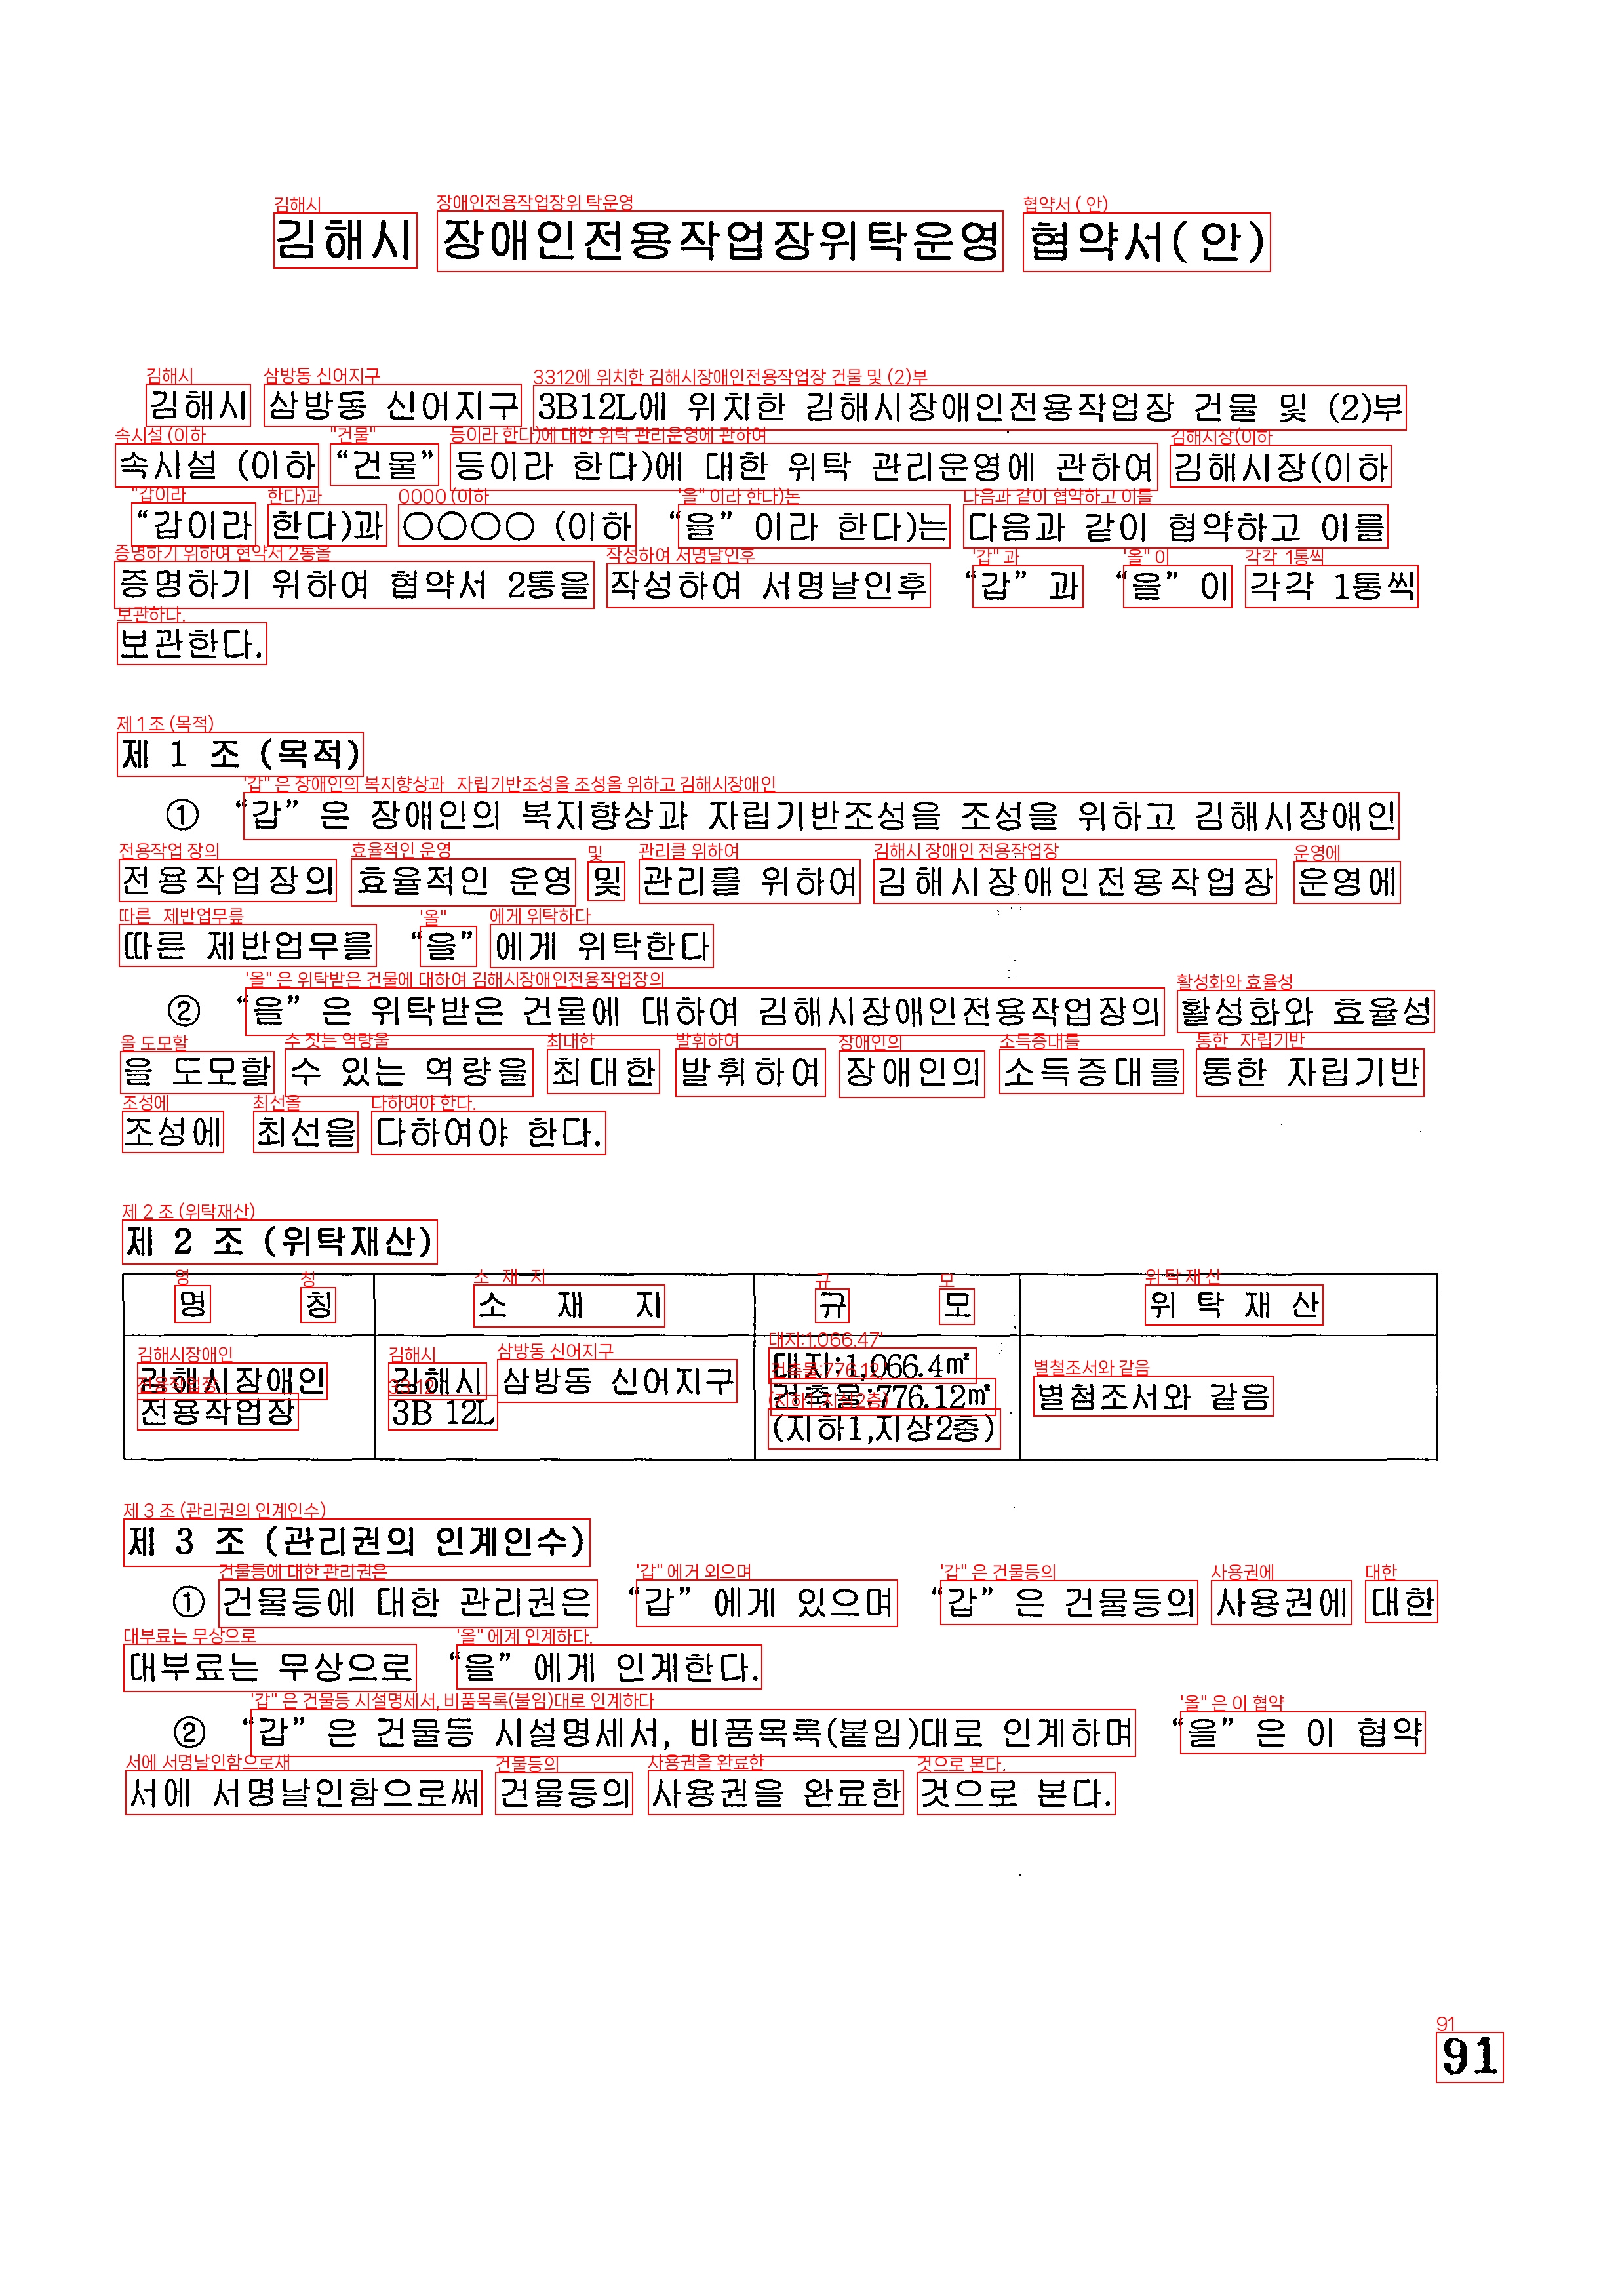 김해시 장애인전용작업장위탁운영 협약서(안)
김해시 삼방동 신어지구 3B12L에 위치한 김해시장애인전용작업장 건물 및 (2)부
속시설 (이하 “건물” 등이라 한다)에 대한 위탁 관리운영에 관하여 김해시장(이하
“갑이라 한다)과 ○○○○ (이하 “을” 이라 한다)는 다음과 같이 협약하고 이를
증명하기 위하여 협약서 2통을 작성하여 서명날인후 “갑” 과 “을” 이 각각 1통씩
보관한다.
제 1 조 (목적)
① “갑” 은 장애인의 복지향상과 자립기반조성을 조성을 위하고 김해시장애인
전용작업장의 효율적인 운영 및 관리를 위하여 김해시장애인전용작업장 운영에
따른 제반업무를 “을” 에게 위탁한다
② “을” 은 위탁받은 건물에 대하여 김해시장애인전용작업장의 활성화와 효율성
을 도모할 수 있는 역량을 최대한 발휘하여 장애인의 소득증대를 통한 자립기반
조성에 최선을 다하여야 한다.
제 2 조 (위탁재산)
명 칭 소 재 지 규 모 위 탁 재 산
김해시장애인 김해시 삼방동 신어지구 대지:1,066.4㎡ 별첨조서와 같음
전용작업장 3B 12L 건축물:776.12㎡
(지하1,지상2층)
제 3 조 (관리권의 인계인수)
① 건물등에 대한 관리권은 “갑” 에게 있으며 “갑” 은 건물등의 사용권에 대한
대부료는 무상으로 “을” 에게 인계한다.
② “갑” 은 건물등 시설명세서, 비품목록(붙임)대로 인계하며 “을” 은 이 협약
서에 서명날인함으로써 건물등의 사용권을 완료한 것으로 본다.
91